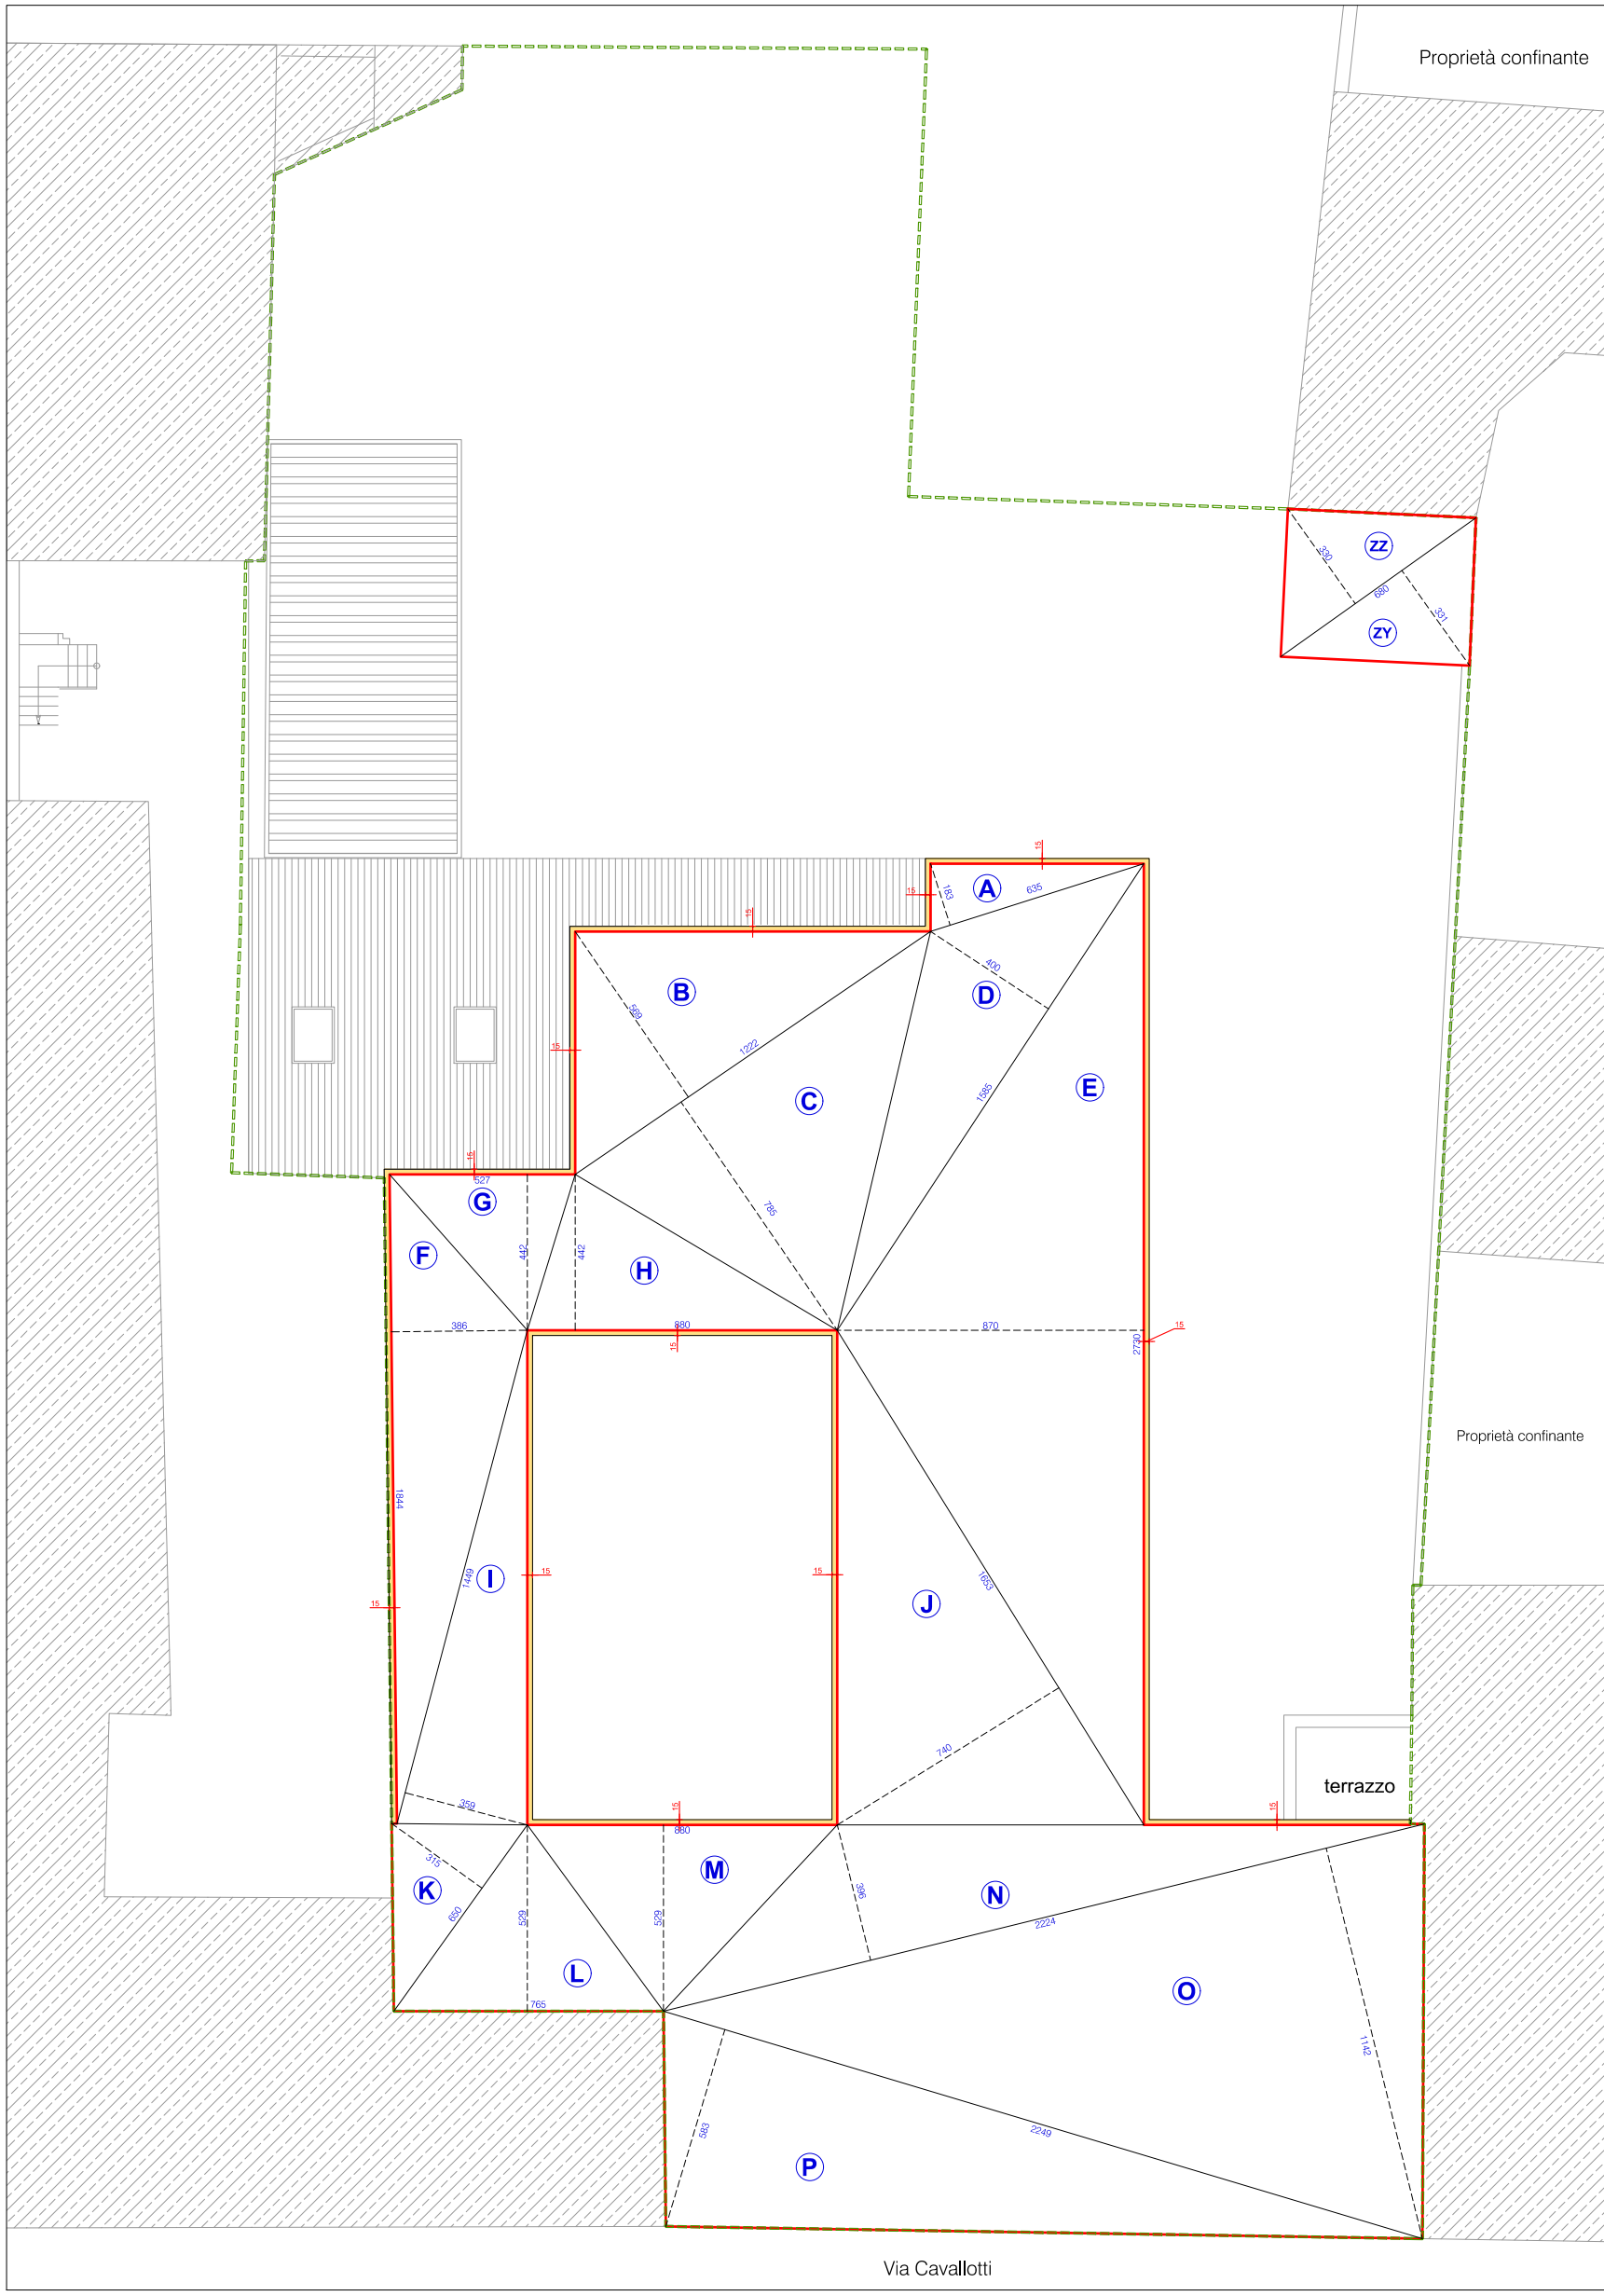 Proprietà confinante
ZZ
330
680
331
ZY
15
A
635
183
15
15
400
B
D
569
1222
15
1585
E
C
15
527
G
785
442
442
F
H
386
880
870
15
15
2730
Proprietà confinante
1844
1449
I
15
15
1653
J
15
740
terrazzo
359
15
15
880
315
M
K
396
N
650
529
529
2224
L
O
765
1142
583
2249
P
Via Cavallotti